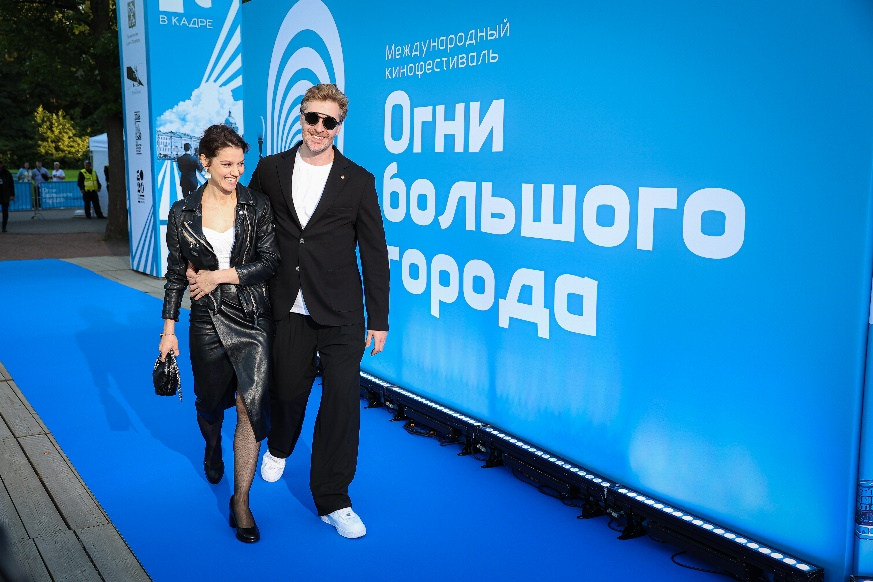 В КАДРЕ
Международный
кинофестиваль
Огни
большого
города